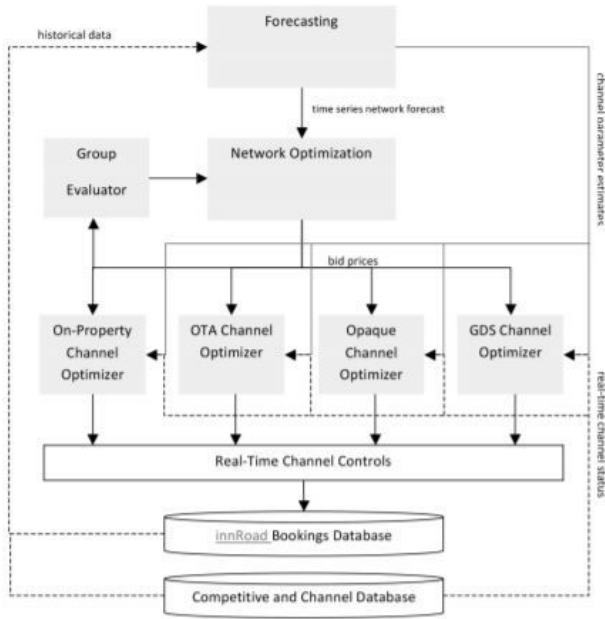 Forecasting
historical data
time series network forecast
channel parameter estimates
Group
Evaluator
Network Optimization
bid prices
On-Property
Channel
Optimizer
OTA Channel
Optimizer
Opaque
Channel
Optimizer
GDS Channel
Optimizer
real-time channel status
Real-Time Channel Controls
innRoad Bookings Database
Competitive and Channel Database